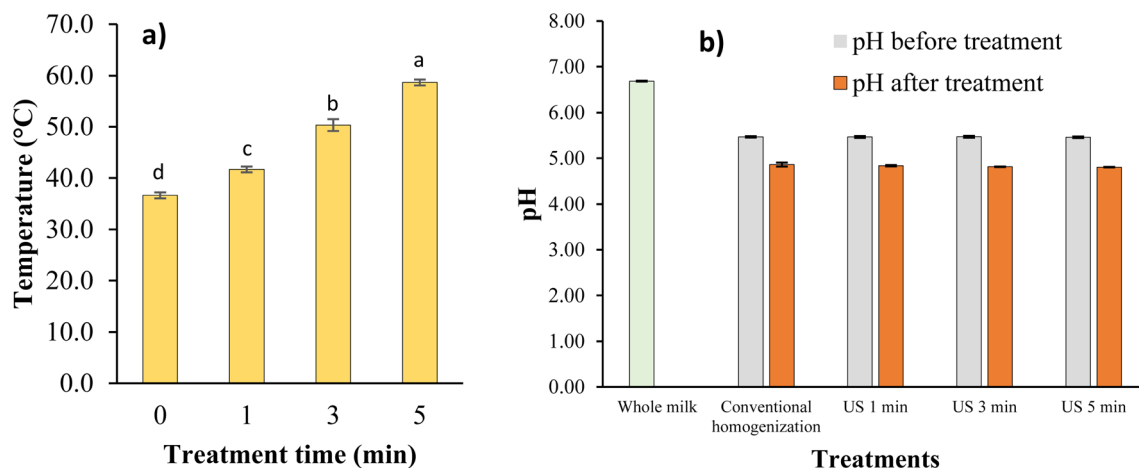 a)
70.0
60.0
50.0
40.0
30.0
20.0
10.0
0.0
Temperature (°C)
d
c
b
a
0 1 3 5
Treatment time (min)
b)
pH before treatment
pH after treatment
8.00
7.00
6.00
5.00
4.00
3.00
2.00
1.00
0.00
pH
Whole milk
Conventional
homogenization
US 1 min
US 3 min
US 5 min
Treatments